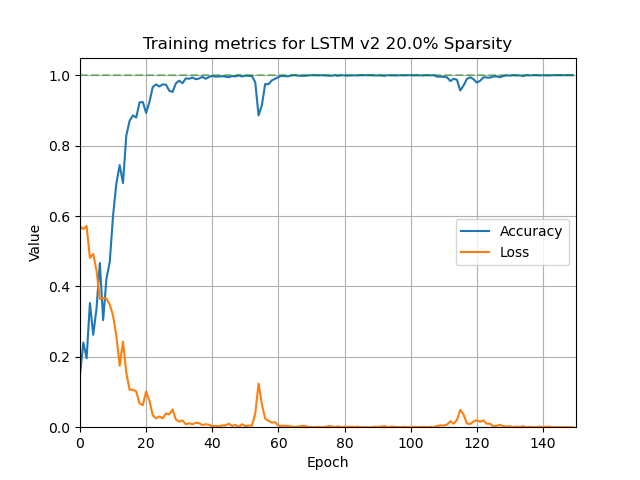 Training metrics for LSTM v2 20.0% Sparsity
1.0
0.8
0.6
0.4
0.2
0.0
Value
Accuracy
Loss
0 20 40 60 80 100 120 140
Epoch